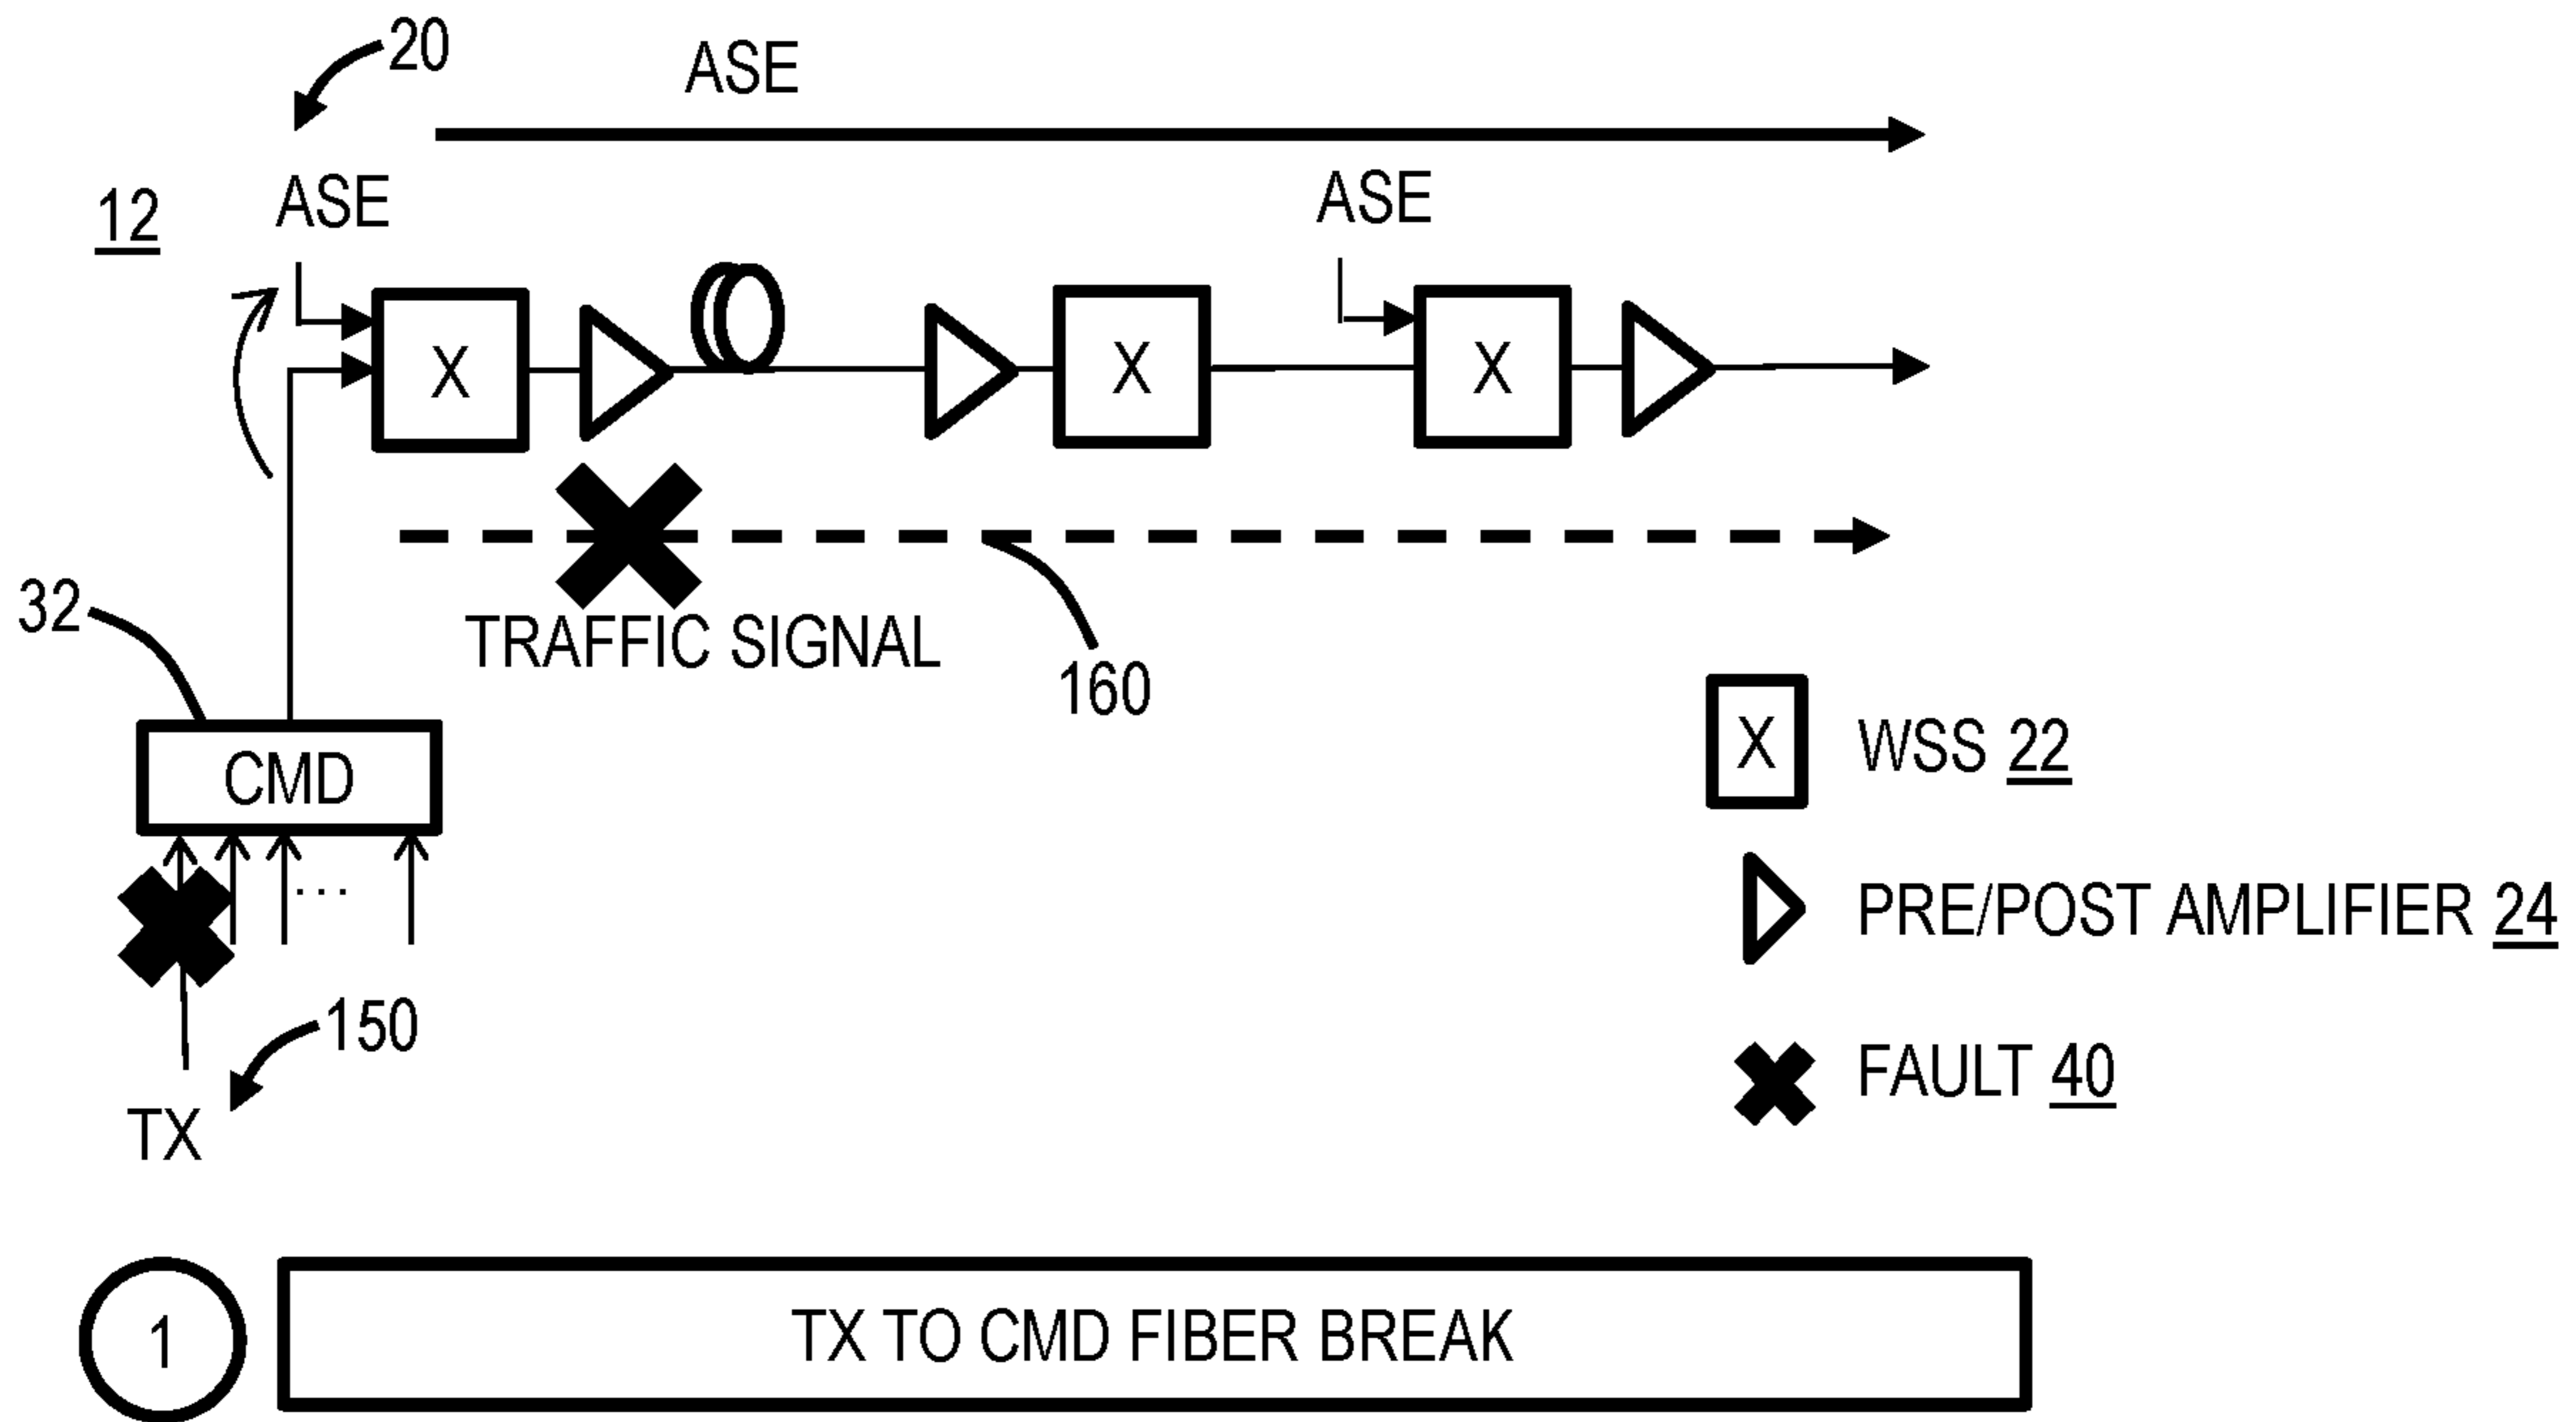 20
ASE
12
ASE
ASE
X
X
X
32
TRAFFIC SIGNAL
160
CMD
X
WSS 22
...
PRE/POST AMPLIFIER 24
150
FAULT 40
TX
1
TX TO CMD FIBER BREAK